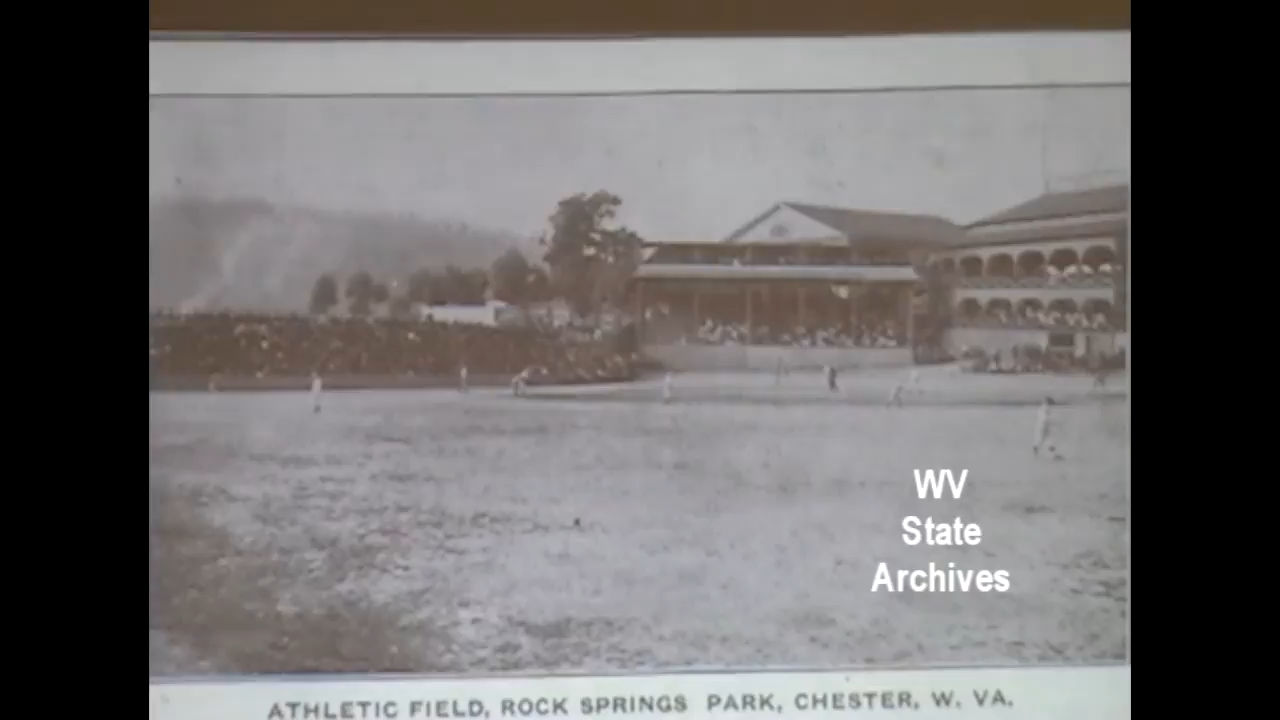 WV
State
Archives
ATHLETIC FIELD, ROCK SPRINGS PARK, CHESTER, W. VA.